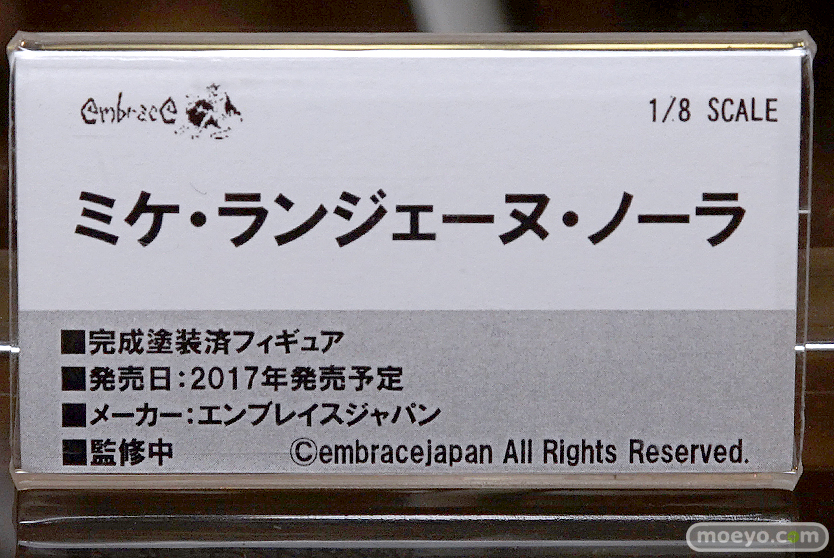 embrace
1/8 SCALE
ミケ・ランジェーヌ・ノーラ
■完成塗装済フィギュア
■発売日:2017年発売予定
■メーカー:エンブレイスジャパン
■監修中 ©embracejapan All Rights Reserved.
moeyo.com